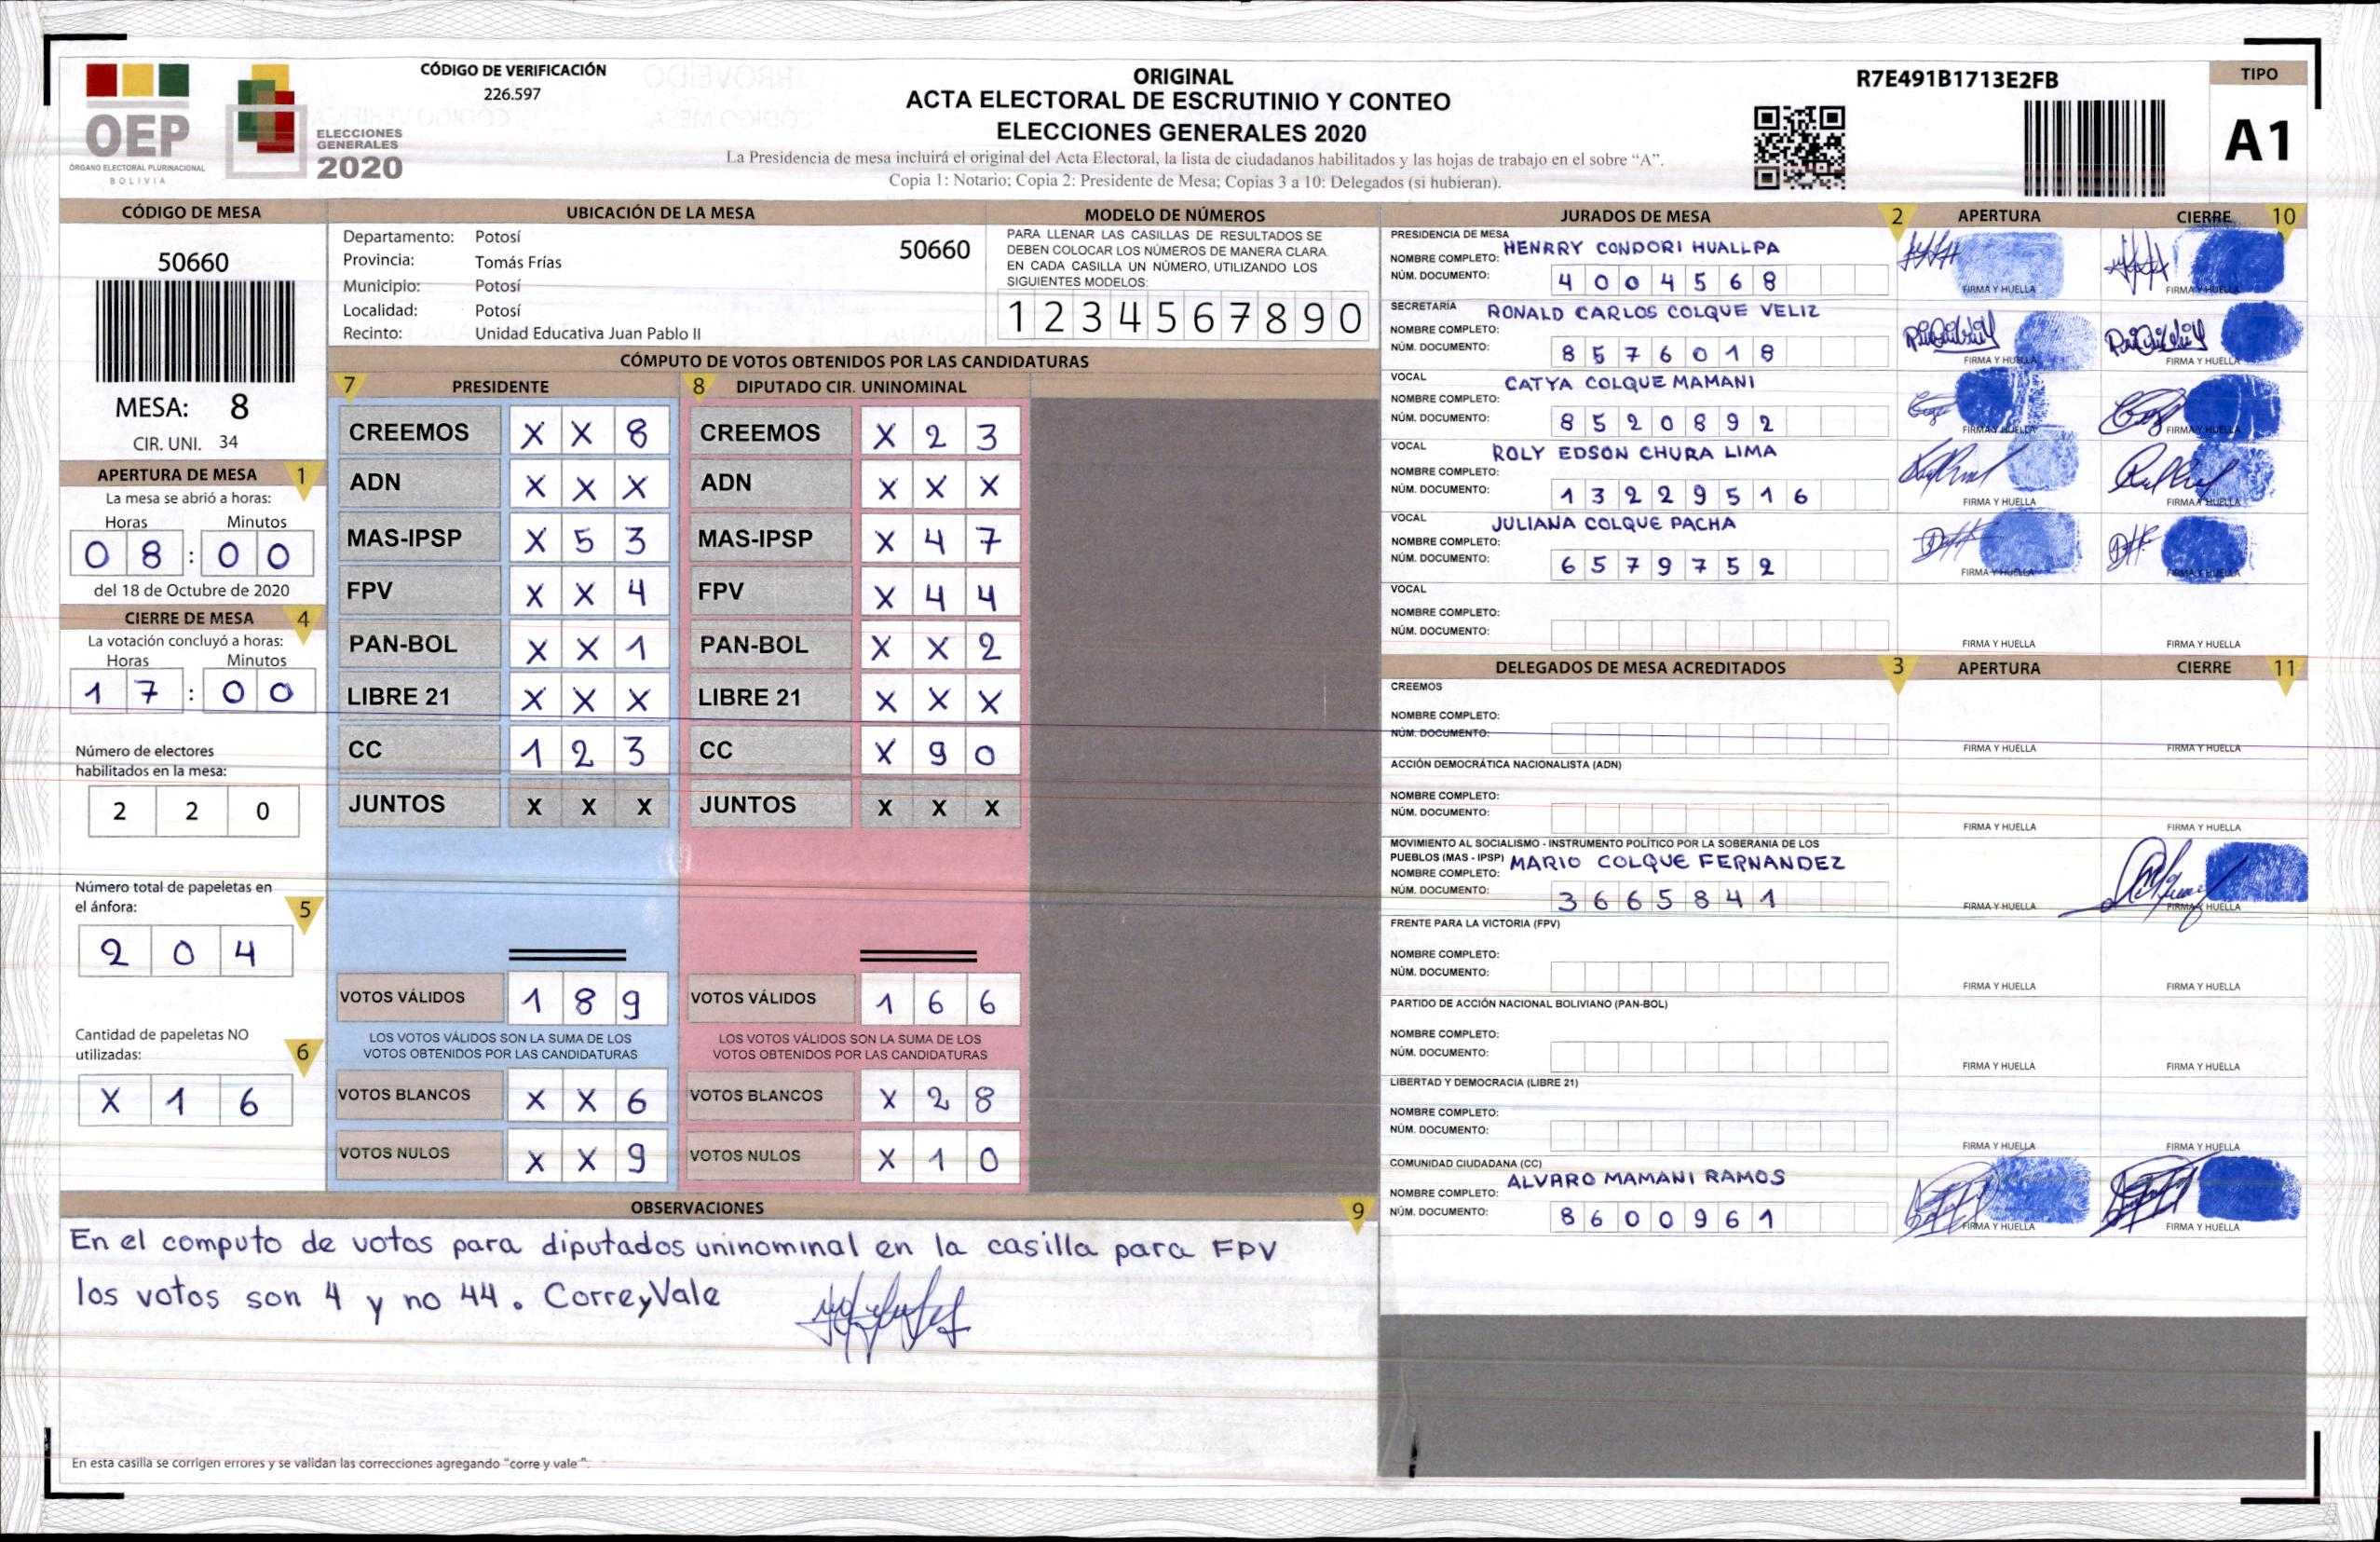 CÓDIGO DE VERIFICACIÓN
226.597
OEP
ÓRGANO ELECTORAL PLURINACIONAL
BOLIVIA
ELECCIONES
GENERALES
2020
ORIGINAL
ACTA ELECTORAL DE ESCRUTINIO Y CONTEO
ELECCIONES GENERALES 2020
La Presidencia de mesa incluirá el original del Acta Electoral, la lista de ciudadanos habilitados y las hojas de trabajo en el sobre “A”.
Copia 1: Notario; Copia 2: Presidente de Mesa; Copias 3 a 10: Delegados (si hubieran).
R7E491B1713E2FB
TIPO
A1
CÓDIGO DE MESA
50660
MESA: 8
CIR. UNI. 34
APERTURA DE MESA 1
La mesa se abrió a horas:
Horas Minutos
0 8 : 0 0
del 18 de Octubre de 2020
CIERRE DE MESA 4
La votación concluyó a horas:
Horas Minutos
1 7 : 0 0
Número de electores
habilitados en la mesa:
2 2 0
Número total de papeletas en
el ánfora:
5
2 0 4
Cantidad de papeletas NO
utilizadas:
6
X 1 6
UBICACIÓN DE LA MESA
Departamento: Potosí
50660
Provincia: Tomás Frías
Municipio: Potosí
Localidad: Potosí
Recinto: Unidad Educativa Juan Pablo II
MODELO DE NÚMEROS
PARA LLENAR LAS CASILLAS DE RESULTADOS SE
DEBEN COLOCAR LOS NÚMEROS DE MANERA CLARA.
EN CADA CASILLA UN NÚMERO, UTILIZANDO LOS
SIGUIENTES MODELOS:
1 2 3 4 5 6 7 8 9 0
CÓMPUTO DE VOTOS OBTENIDOS POR LAS CANDIDATURAS
7 PRESIDENTE
CREEMOS X X 8
ADN X X X
MAS-IPSP X 5 3
FPV X X 4
PAN-BOL X X 1
LIBRE 21 X X X
CC 1 2 3
JUNTOS X X X
VOTOS VÁLIDOS 1 8 9
LOS VOTOS VÁLIDOS SON LA SUMA DE LOS
VOTOS OBTENIDOS POR LAS CANDIDATURAS
VOTOS BLANCOS X X 6
VOTOS NULOS X X 9
8 DIPUTADO CIR. UNINOMINAL
CREEMOS X 2 3
ADN X X X
MAS-IPSP X 4 7
FPV X 4 4
PAN-BOL X X 2
LIBRE 21 X X X
CC X 9 0
JUNTOS X X X
VOTOS VÁLIDOS 1 6 6
LOS VOTOS VÁLIDOS SON LA SUMA DE LOS
VOTOS OBTENIDOS POR LAS CANDIDATURAS
VOTOS BLANCOS X 2 8
VOTOS NULOS X 1 0
OBSERVACIONES 9
En el computo de votos para diputados uninominal en la casilla para FPV
los votos son 4 y no 44. Corre y Vale
En esta casilla se corrigen errores y se validan las correcciones agregando "corre y vale".
JURADOS DE MESA 2 APERTURA CIERRE 10
PRESIDENCIA DE MESA
NOMBRE COMPLETO: HENRRY CONDORI HUALLPA
NÚM. DOCUMENTO: 4 0 0 4 5 6 8
FIRMA Y HUELLA FIRMA Y HUELLA
SECRETARÍA
NOMBRE COMPLETO: RONALD CARLOS COLQUE VELIZ
NÚM. DOCUMENTO: 8 5 7 6 0 1 8
FIRMA Y HUELLA FIRMA Y HUELLA
VOCAL
NOMBRE COMPLETO: CATYA COLQUE MAMANI
NÚM. DOCUMENTO: 8 5 2 0 8 9 2
FIRMA Y HUELLA FIRMA Y HUELLA
VOCAL
NOMBRE COMPLETO: ROLY EDSON CHURA LIMA
NÚM. DOCUMENTO: 1 3 2 2 9 5 1 6
FIRMA Y HUELLA FIRMA Y HUELLA
VOCAL
NOMBRE COMPLETO: JULIANA COLQUE PACHA
NÚM. DOCUMENTO: 6 5 7 9 7 5 2
FIRMA Y HUELLA FIRMA Y HUELLA
VOCAL
NOMBRE COMPLETO:
NÚM. DOCUMENTO:
FIRMA Y HUELLA FIRMA Y HUELLA
DELEGADOS DE MESA ACREDITADOS 3 APERTURA CIERRE 11
CREEMOS
NOMBRE COMPLETO:
NÚM. DOCUMENTO:
FIRMA Y HUELLA FIRMA Y HUELLA
ACCIÓN DEMOCRÁTICA NACIONALISTA (ADN)
NOMBRE COMPLETO:
NÚM. DOCUMENTO:
FIRMA Y HUELLA FIRMA Y HUELLA
MOVIMIENTO AL SOCIALISMO - INSTRUMENTO POLÍTICO POR LA SOBERANIA DE LOS
PUEBLOS (MAS - IPSP)
NOMBRE COMPLETO: MARIO COLQUE FERNANDEZ
NÚM. DOCUMENTO: 3 6 6 5 8 4 1
FIRMA Y HUELLA FIRMA Y HUELLA
FRENTE PARA LA VICTORIA (FPV)
NOMBRE COMPLETO:
NÚM. DOCUMENTO:
FIRMA Y HUELLA FIRMA Y HUELLA
PARTIDO DE ACCIÓN NACIONAL BOLIVIANO (PAN-BOL)
NOMBRE COMPLETO:
NÚM. DOCUMENTO:
FIRMA Y HUELLA FIRMA Y HUELLA
LIBERTAD Y DEMOCRACIA (LIBRE 21)
NOMBRE COMPLETO:
NÚM. DOCUMENTO:
FIRMA Y HUELLA FIRMA Y HUELLA
COMUNIDAD CIUDADANA (CC)
NOMBRE COMPLETO: ALVARO MAMANI RAMOS
NÚM. DOCUMENTO: 8 6 0 0 9 6 1
FIRMA Y HUELLA FIRMA Y HUELLA